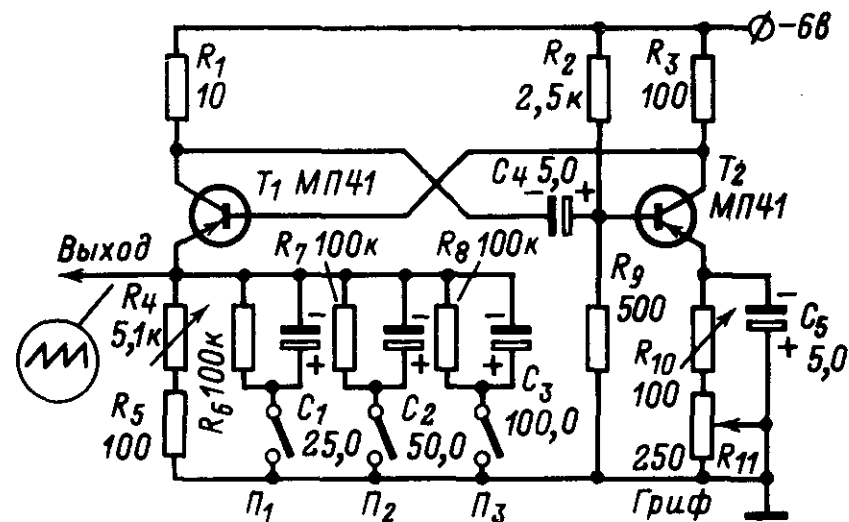 -6в
R1
10
R2
2,5к
R3
100
T1 МП41
C4 5,0
- +
T2
МП41
Выход
R7 100к
R8 100к
R9
500
R4
5,1к
R6 100к
R5
100
-
+
-
+
-
+
C1
25,0
C2
50,0
C3
100,0
R10
100
-
+
C5
5,0
250
R11
П1
П2
П3
Гриф